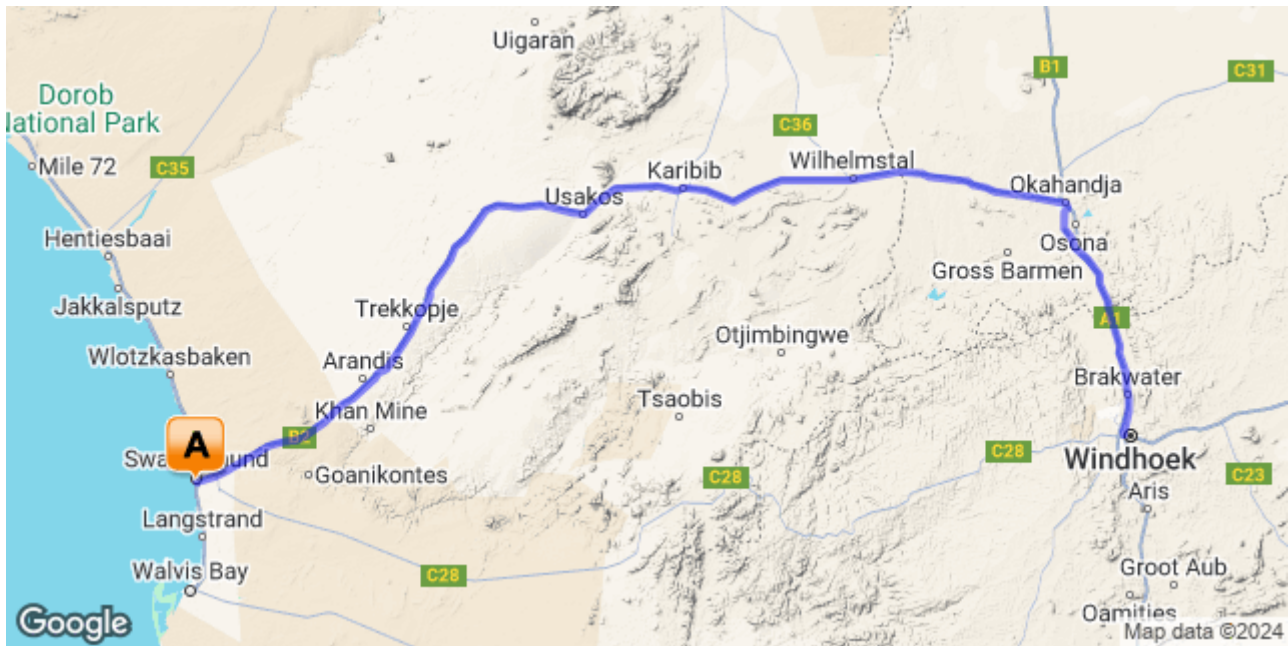 Uigaran
B1
C31
Dorob
National Park
Mile 72
C35
C36
Karibib
Wilhelmstal
Usakos
Okahandja
Osona
Hentiesbaai
Gross Barmen
Jakkalsputz
Trekkopje
A1
Otjimbingwe
Wlotzkasbaken
Arandis
Brakwater
Khan Mine
Tsaobis
B2
A
Goanikontes
C28
C28
Windhoek
C23
Aris
Langstrand
Walvis Bay
C28
Groot Aub
Oamities
Google
Map data ©2024